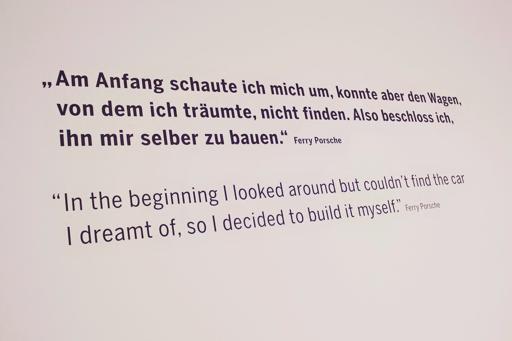 „Am Anfang schaute ich mich um, konnte aber den Wagen,
von dem ich träumte, nicht finden. Also beschloss ich,
ihn mir selber zu bauen.“ Ferry Porsche
“In the beginning I looked around but couldn’t find the car
I dreamt of, so I decided to build it myself.” Ferry Porsche